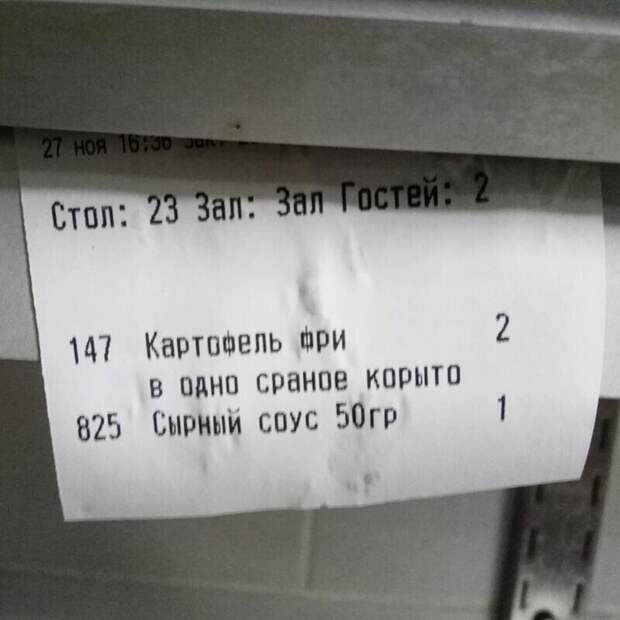 27 ноя 16:36
Стол: 23 Зал: Зал Гостей: 2
147 Картофель фри 2
в одно сраное корыто
825 Сырный соус 50гр 1